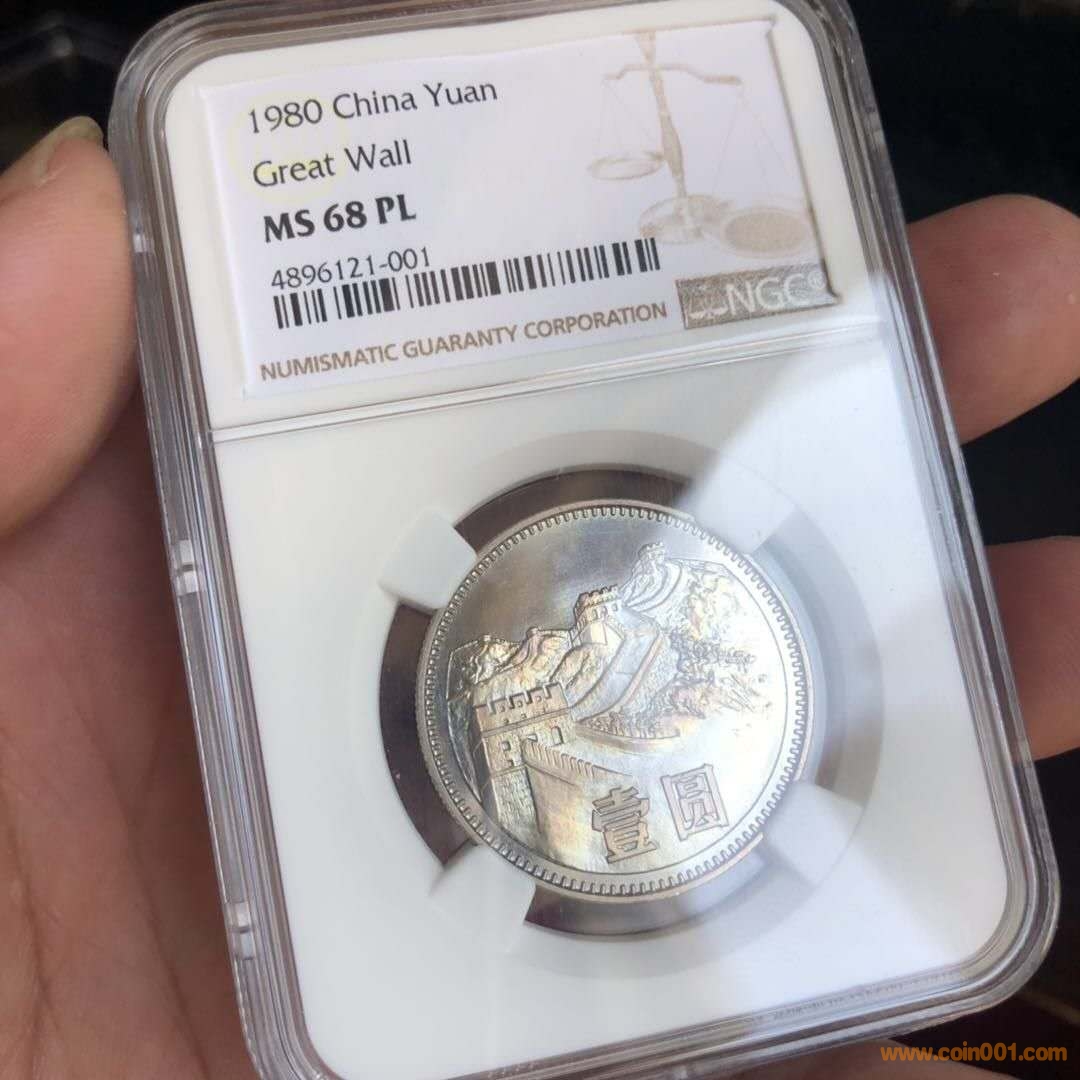 1980 China Yuan
Great Wall
MS 68 PL
4896121-001
NGC®
NUMISMATIC GUARANTY CORPORATION
壹圆
www.coin001.com